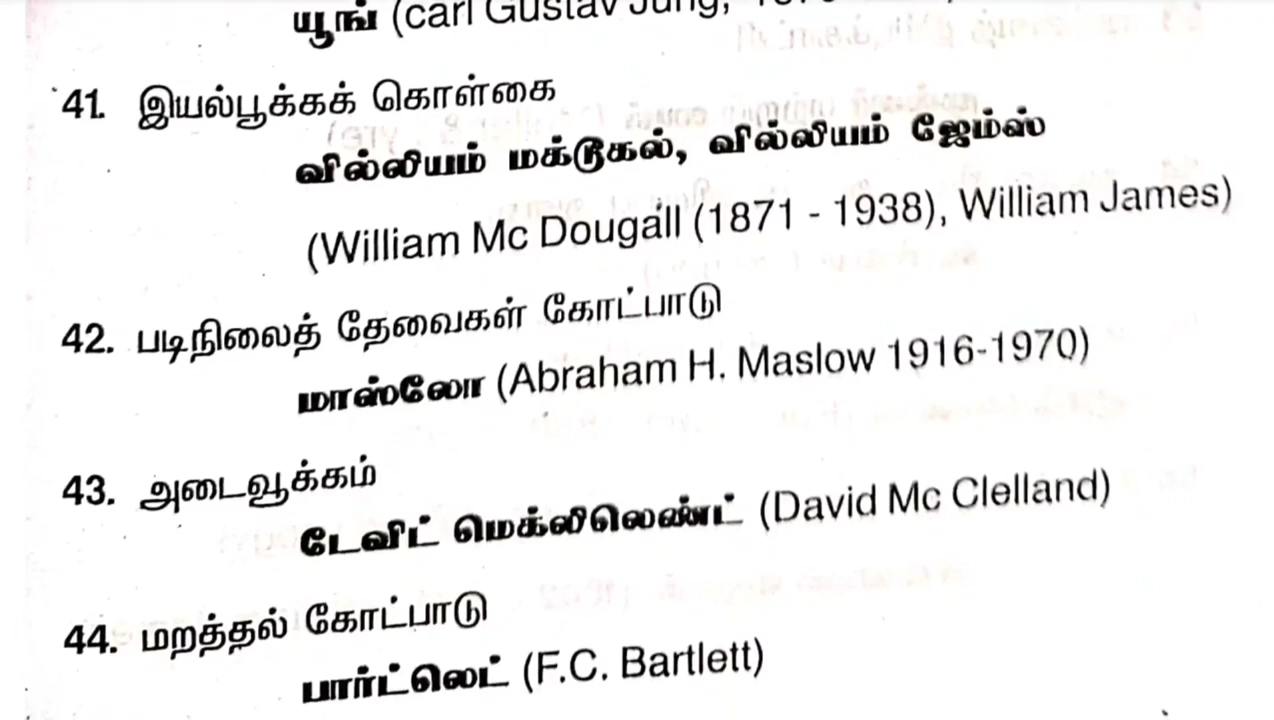 யூங் (carl Gustav Jung,
41. இயல்பூக்கக் கொள்கை
வில்லியம் மக்டூகல், வில்லியம் ஜேம்ஸ்
(William Mc Dougall (1871 - 1938), William James)
42. படிநிலைத் தேவைகள் கோட்பாடு
மாஸ்லோ (Abraham H. Maslow 1916-1970)
43. அடைவூக்கம்
டேவிட் மெக்லிலெண்ட் (David Mc Clelland)
44. மறத்தல் கோட்பாடு
பார்ட்லெட் (F.C. Bartlett)